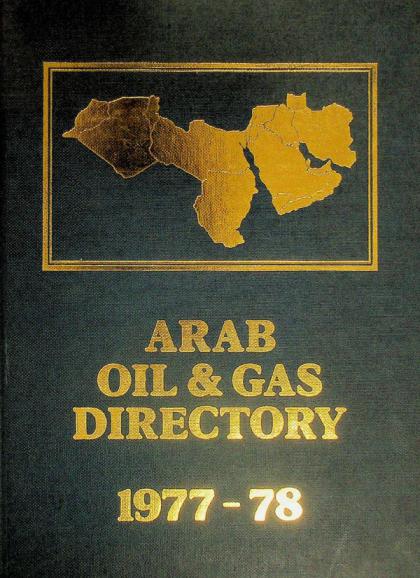 ARAB
OIL & GAS
DIRECTORY
1977-78